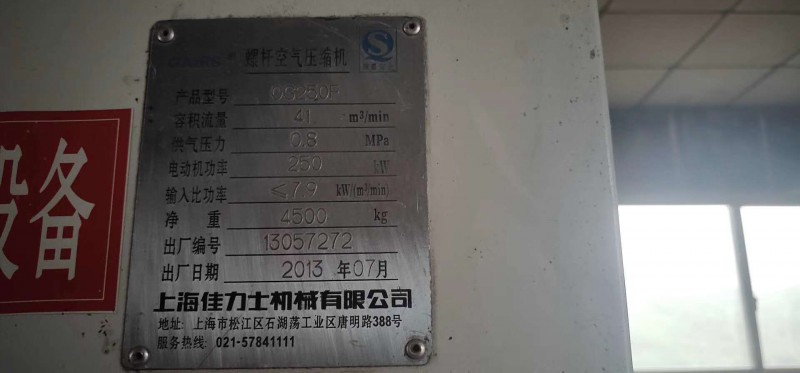 螺杆空气压缩机
产品型号
容积流量 41 m³/min
供气压力 0.8 MPa
电动机功率 250 kW
输入比功率 ≤7.9 kW/(m³/min)
净 重 4500 kg
出厂编号 13057272
出厂日期 2013 年07月
上海佳力士机械有限公司
地址: 上海市松江区石湖荡工业区唐明路388号
服务热线: 021-57841111
设备